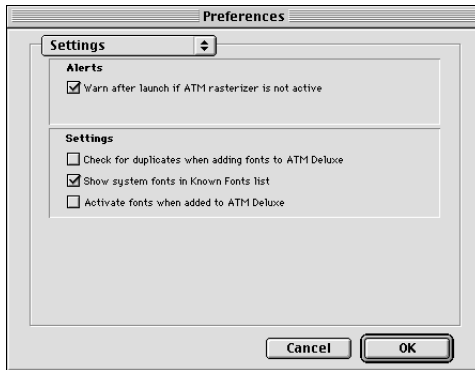 Preferences
Settings
Alerts
Warn after launch if ATM rasterizer is not active
Settings
Check for duplicates when adding fonts to ATM Deluxe
Show system fonts in Known Fonts list
Activate fonts when added to ATM Deluxe
Cancel OK